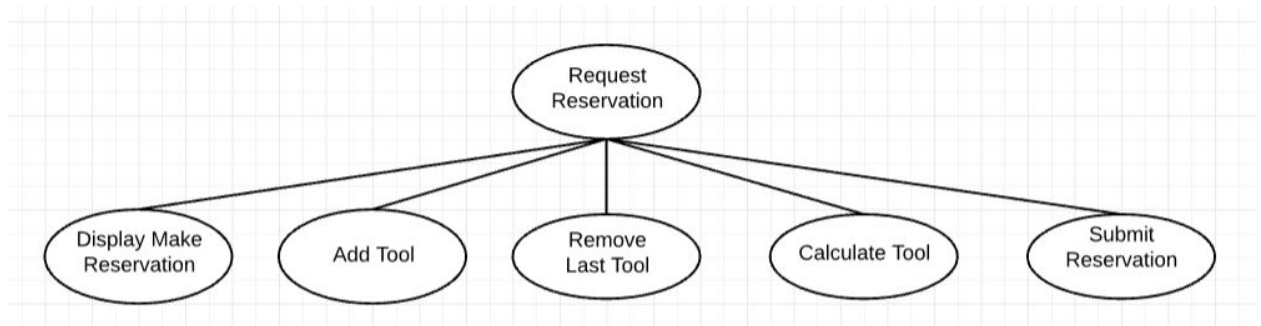 Request
Reservation
Display Make
Reservation
Add Tool
Remove
Last Tool
Calculate Tool
Submit
Reservation